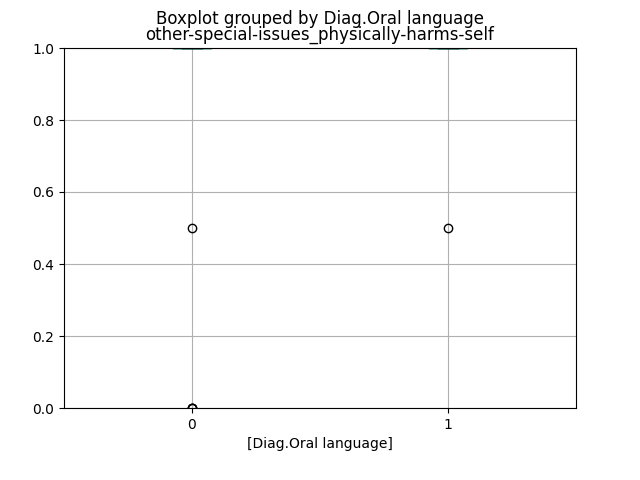 Boxplot grouped by Diag.Oral language
other-special-issues_physically-harms-self
1.0
0.8
0.6
0.4
0.2
0.0
0 1
[Diag.Oral language]